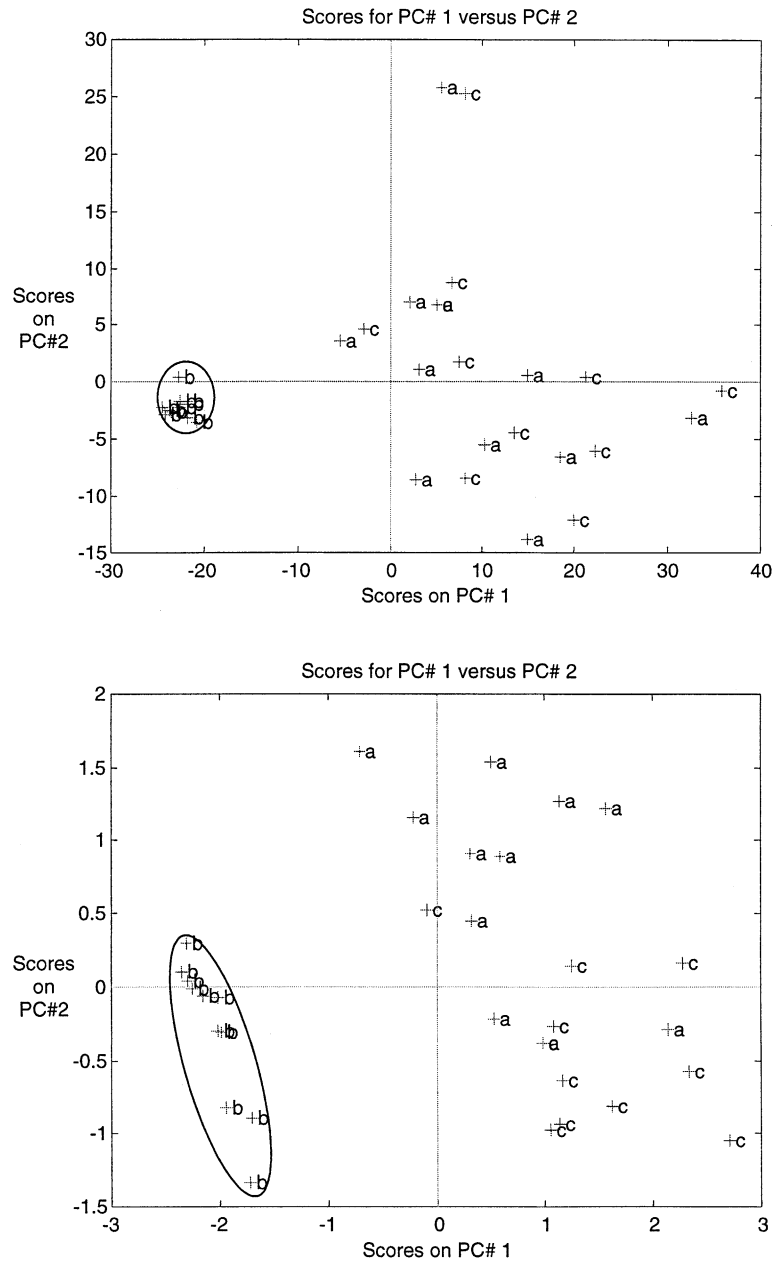 Scores for PC# 1 versus PC# 2
30
25
a c
20
15
10
c
Scores
on
PC#2
a
5
c
a
a c
b
0
a c
c
a
-5
c
a
a c
-10
a c
c
a
-15
-30 -20 -10 0 10 20 30 40
Scores on PC# 1
Scores for PC# 1 versus PC# 2
2
a
a
1.5
a
a
a
1
a a
0.5
c
a
Scores
on
PC#2
b
b
c
c
0
b
a
c
a
-0.5
c
c
b
c
b
-1
c
c
c
b
-1.5
-3 -2 -1 0 1 2 3
Scores on PC# 1